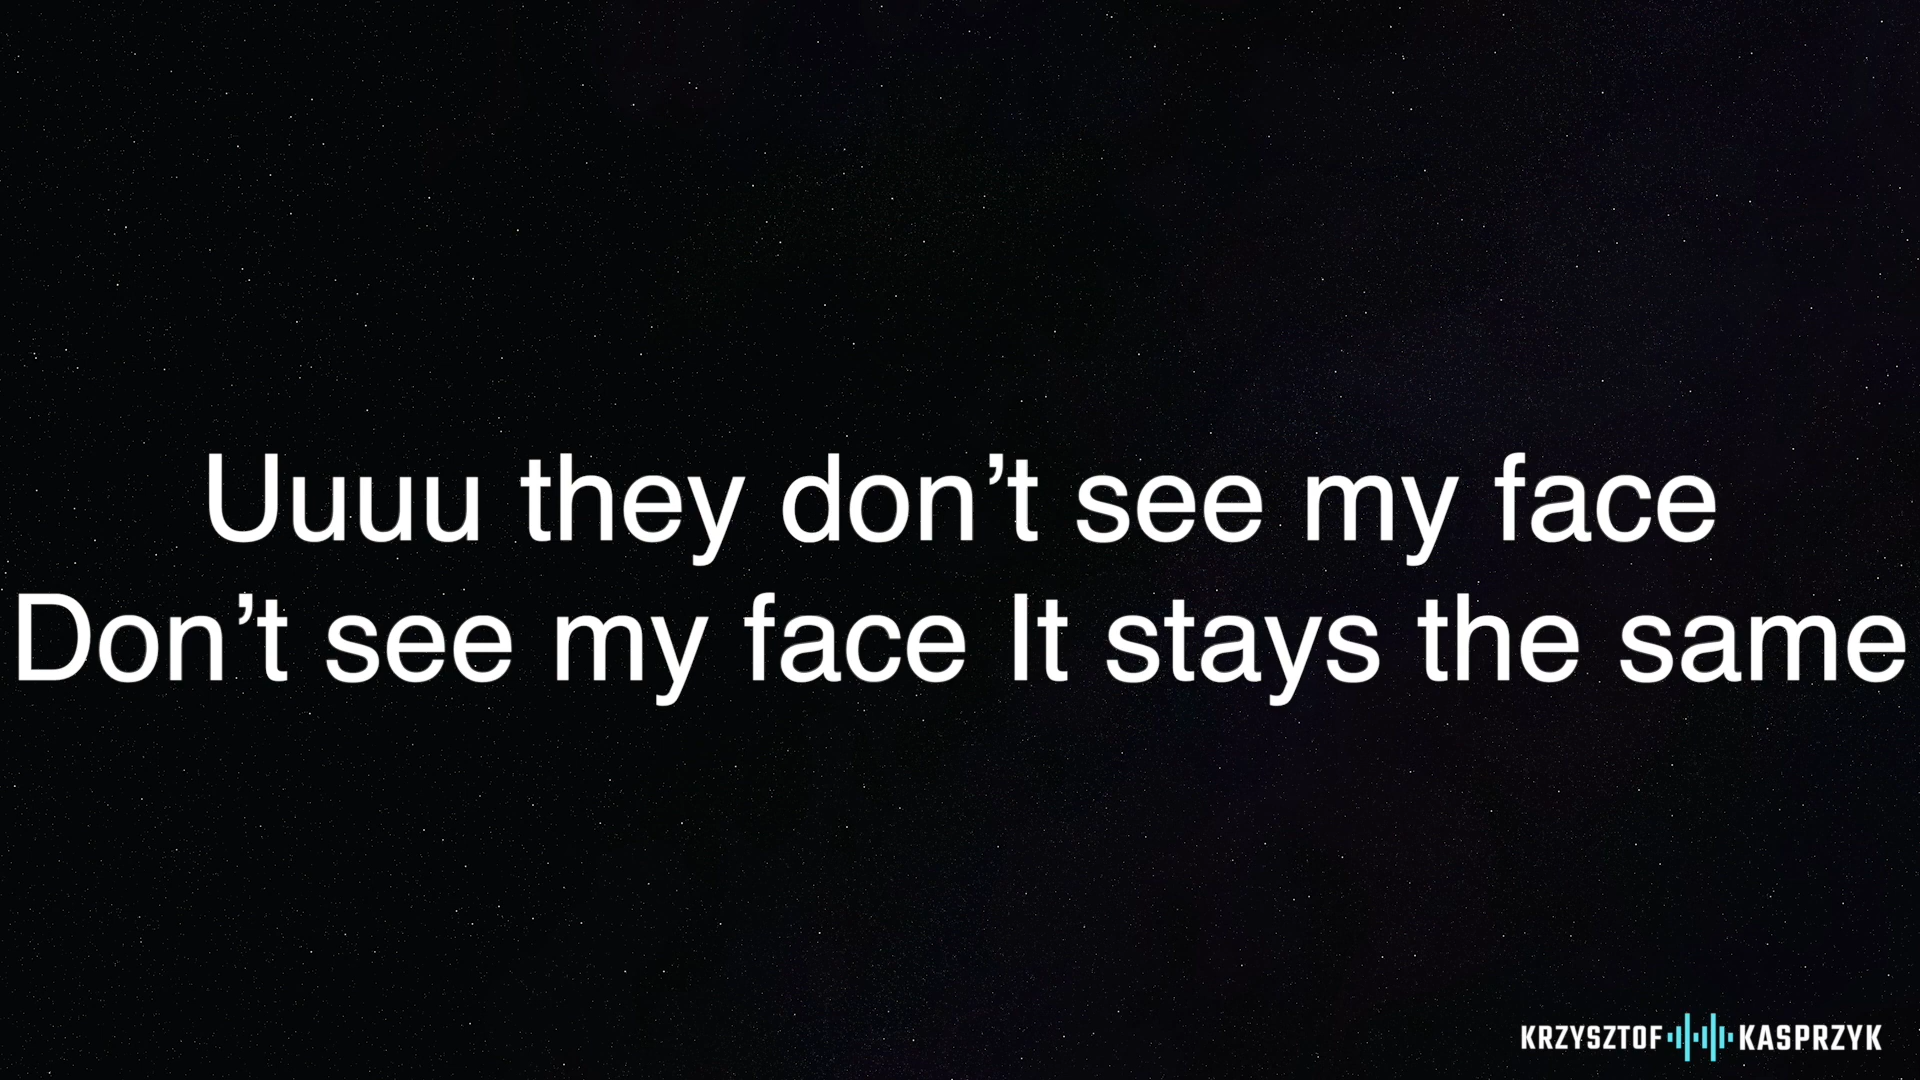 Uuuu they don’t see my face
Don’t see my face It stays the same
KRZYSZTOF KASPRZYK